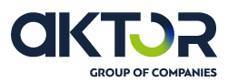 AKTOR
GROUP OF COMPANIES